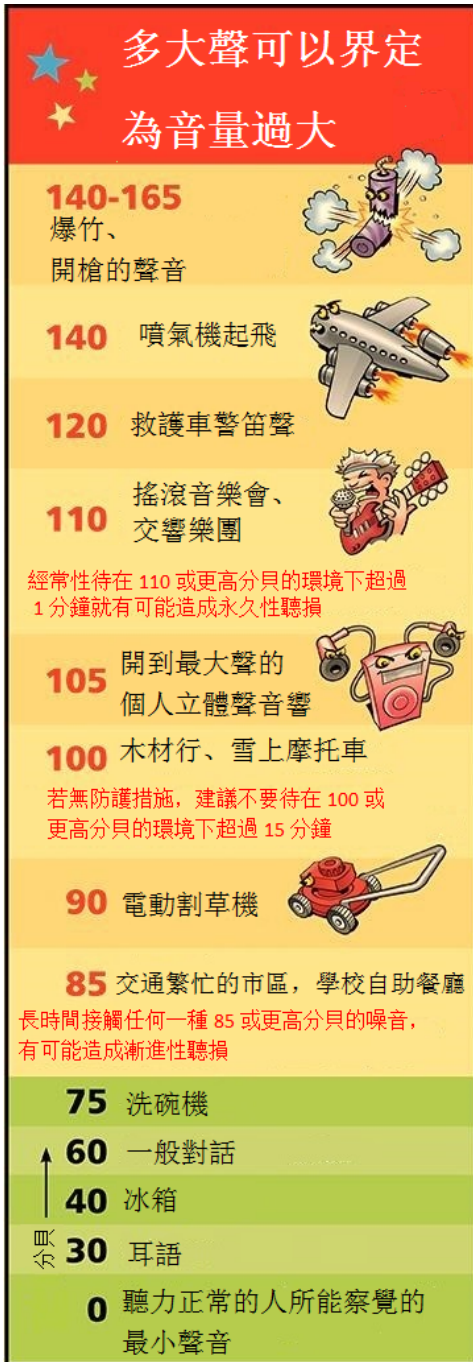 多大聲可以界定
為音量過大
140-165
爆竹、
開槍的聲音
140 噴氣機起飛
120 救護車警笛聲
110 搖滾音樂會、
交響樂團
經常性待在 110 或更高分貝的環境下超過
1 分鐘就有可能造成永久性聽損
105 開到最大聲的
個人立體聲音響
100 木材行、雪上摩托車
若無防護措施，建議不要待在 100 或
更高分貝的環境下超過 15 分鐘
90 電動割草機
85 交通繁忙的市區，學校自助餐廳
長時間接觸任何一種 85 或更高分貝的噪音，
有可能造成漸進性聽損
75 洗碗機
60 一般對話
40 冰箱
分貝
30 耳語
0 聽力正常的人所能察覺的
最小聲音